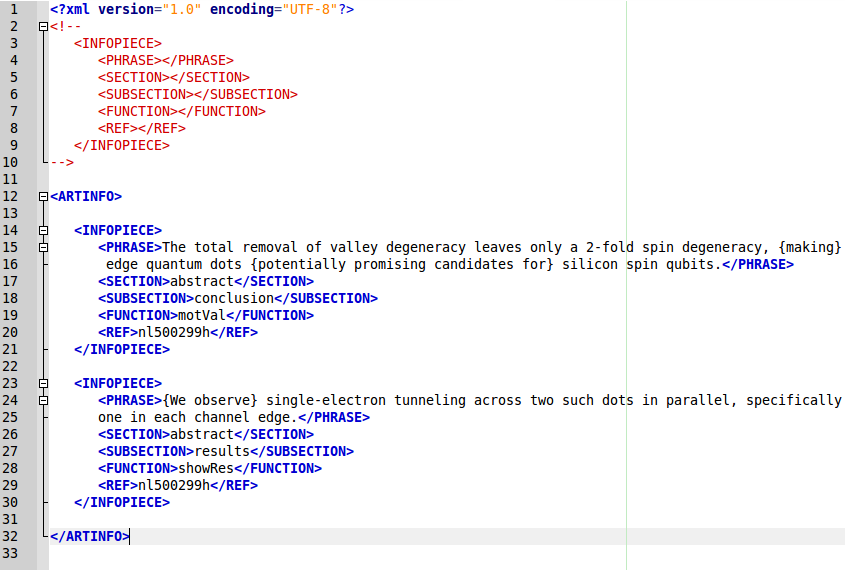 1 <?xml version="1.0" encoding="UTF-8"?>
2 <!--
3 <INFOPIECE>
4 <PHRASE></PHRASE>
5 <SECTION></SECTION>
6 <SUBSECTION></SUBSECTION>
7 <FUNCTION></FUNCTION>
8 <REF></REF>
9 </INFOPIECE>
10 -->
11
12 <ARTINFO>
13
14 <INFOPIECE>
15 <PHRASE>The total removal of valley degeneracy leaves only a 2-fold spin degeneracy, {making}
16 edge quantum dots {potentially promising candidates for} silicon spin qubits.</PHRASE>
17 <SECTION>abstract</SECTION>
18 <SUBSECTION>conclusion</SUBSECTION>
19 <FUNCTION>motVal</FUNCTION>
20 <REF>nl500299h</REF>
21 </INFOPIECE>
22
23 <INFOPIECE>
24 <PHRASE>{We observe} single-electron tunneling across two such dots in parallel, specifically
25 one in each channel edge.</PHRASE>
26 <SECTION>abstract</SECTION>
27 <SUBSECTION>results</SUBSECTION>
28 <FUNCTION>showRes</FUNCTION>
29 <REF>nl500299h</REF>
30 </INFOPIECE>
31
32 </ARTINFO>
33